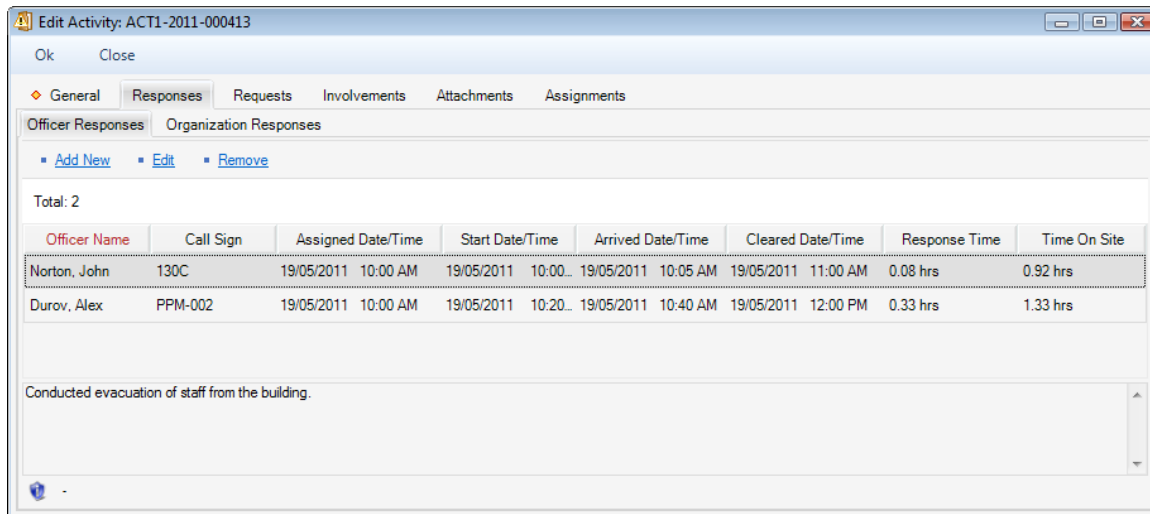 Edit Activity: ACT1-2011-000413
Ok Close
General Responses Requests Involvements Attachments Assignments
Officer Responses Organization Responses
Add New Edit Remove
Total: 2
Officer Name Call Sign Assigned Date/Time Start Date/Time Arrived Date/Time Cleared Date/Time Response Time Time On Site
Norton, John 130C 19/05/2011 10:00 AM 19/05/2011 10:00... 19/05/2011 10:05 AM 19/05/2011 11:00 AM 0.08 hrs 0.92 hrs
Durov, Alex PPM-002 19/05/2011 10:00 AM 19/05/2011 10:20... 19/05/2011 10:40 AM 19/05/2011 12:00 PM 0.33 hrs 1.33 hrs
Conducted evacuation of staff from the building.
-